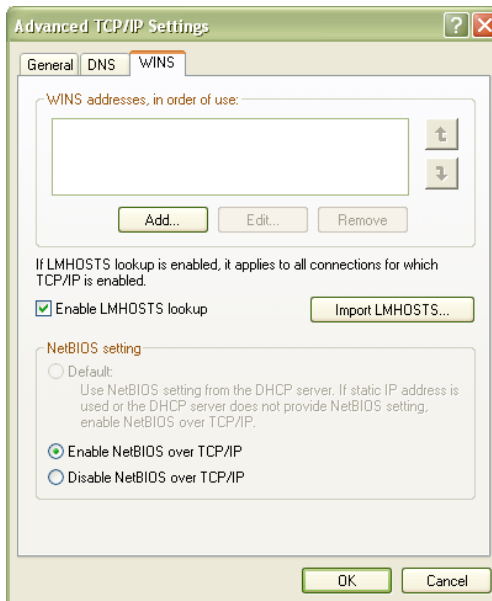 Advanced TCP/IP Settings
General DNS WINS
WINS addresses, in order of use:
Add... Edit... Remove
If LMHOSTS lookup is enabled, it applies to all connections for which
TCP/IP is enabled.
Enable LMHOSTS lookup Import LMHOSTS...
NetBIOS setting
Default:
Use NetBIOS setting from the DHCP server. If static IP address is
used or the DHCP server does not provide NetBIOS setting,
enable NetBIOS over TCP/IP.
Enable NetBIOS over TCP/IP
Disable NetBIOS over TCP/IP
OK Cancel